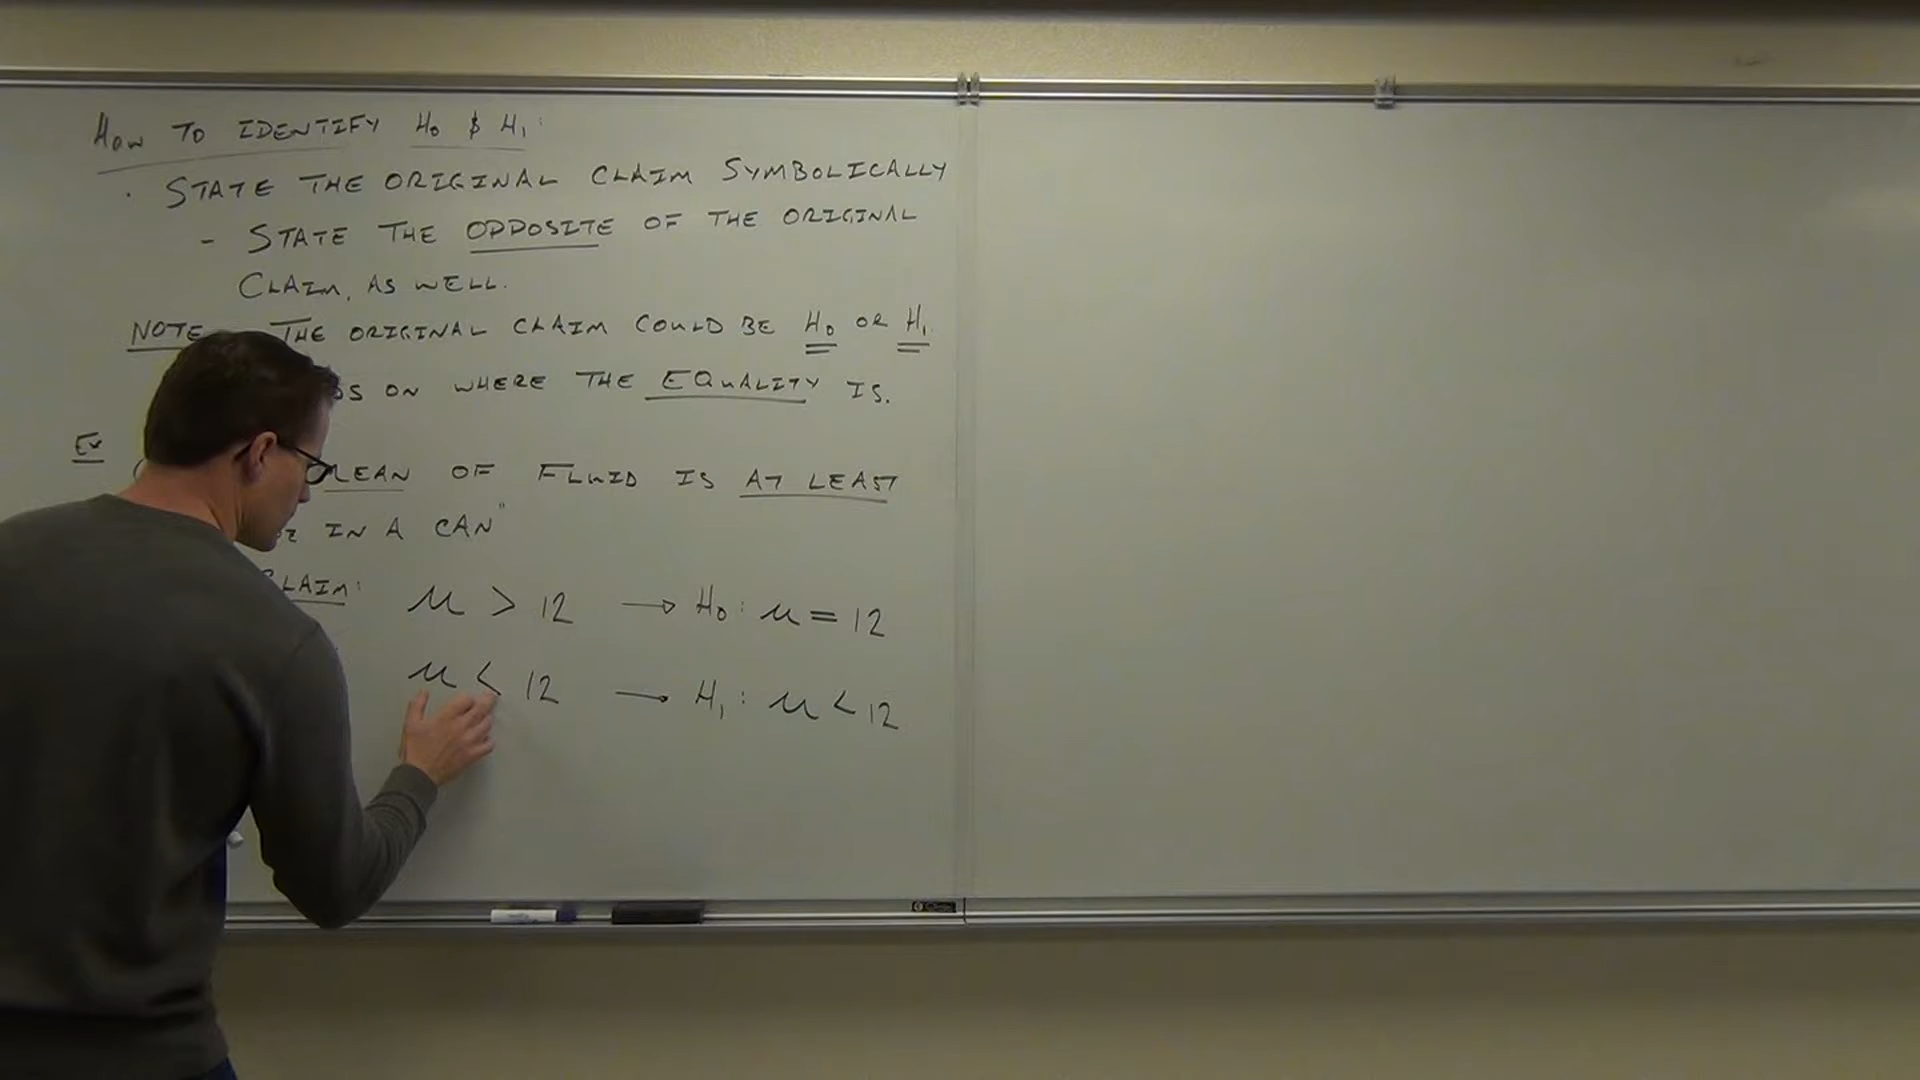 HOW TO IDENTIFY H₀ & H₁:
· STATE THE ORIGINAL CLAIM SYMBOLICALLY
- STATE THE OPPOSITE OF THE ORIGINAL
CLAIM, AS WELL.
NOTE THE ORIGINAL CLAIM COULD BE H₀ OR H₁
ON WHERE THE EQUALITY IS.
Ex
MEAN OF FLUID IS AT LEAST
IN A CAN"
CLAIM: μ > 12 → H₀: μ = 12
μ < 12 → H₁: μ < 12